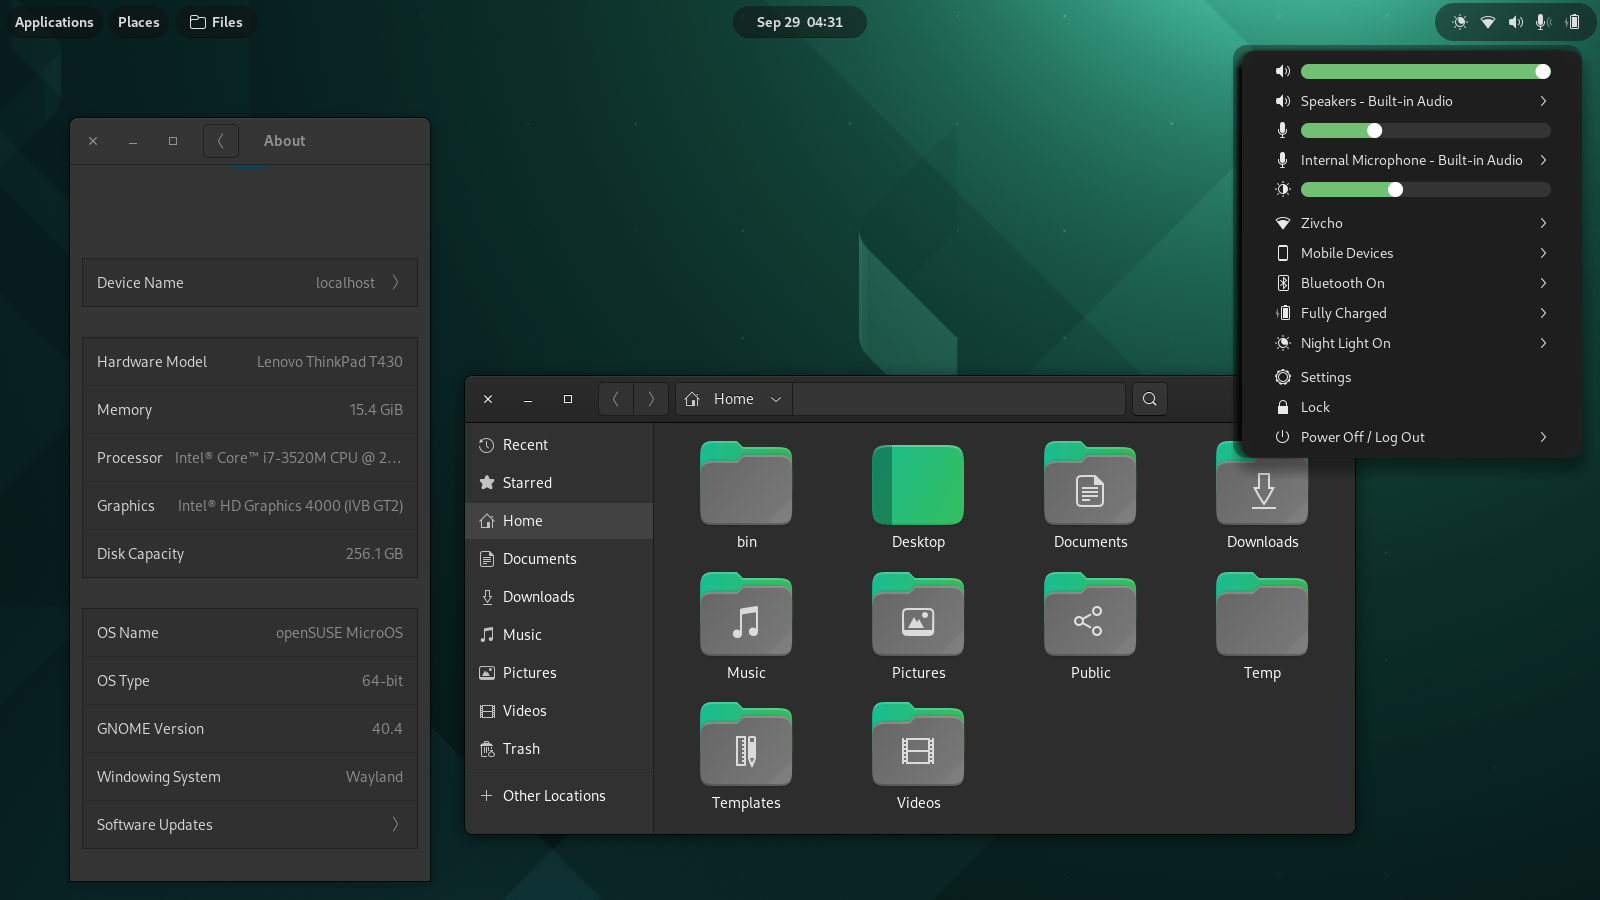 Applications Places Files Sep 29 04:31
About
Device Name localhost
Hardware Model Lenovo ThinkPad T430
Memory 15.4 GiB
Processor Intel® Core™ i7-3520M CPU @ 2…
Graphics Intel® HD Graphics 4000 (IVB GT2)
Disk Capacity 256.1 GB
OS Name openSUSE MicroOS
OS Type 64-bit
GNOME Version 40.4
Windowing System Wayland
Software Updates
Home
Recent
Starred
Home
Documents
Downloads
Music
Pictures
Videos
Trash
Other Locations
bin Desktop Documents Downloads
Music Pictures Public Temp
Templates Videos
Speakers - Built-in Audio
Internal Microphone - Built-in Audio
Zivcho
Mobile Devices
Bluetooth On
Fully Charged
Night Light On
Settings
Lock
Power Off / Log Out